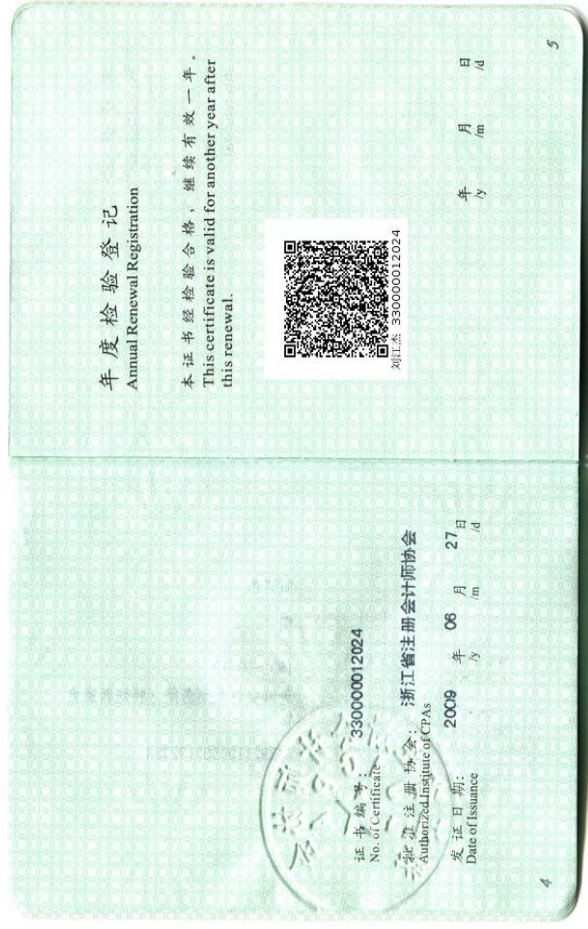 证书编号： 330000012024
No. of Certificate
批准注册协会： 浙江省注册会计师协会
Authorized Institute of CPAs
发证日期： 2009 年 06 月 27 日
Date of Issuance /y /m /d
4
年度检验登记
Annual Renewal Registration
本证书经检验合格，继续有效一年。
This certificate is valid for another year after
this renewal.
刘江杰 330000012024
年 月 日
/y /m /d
5